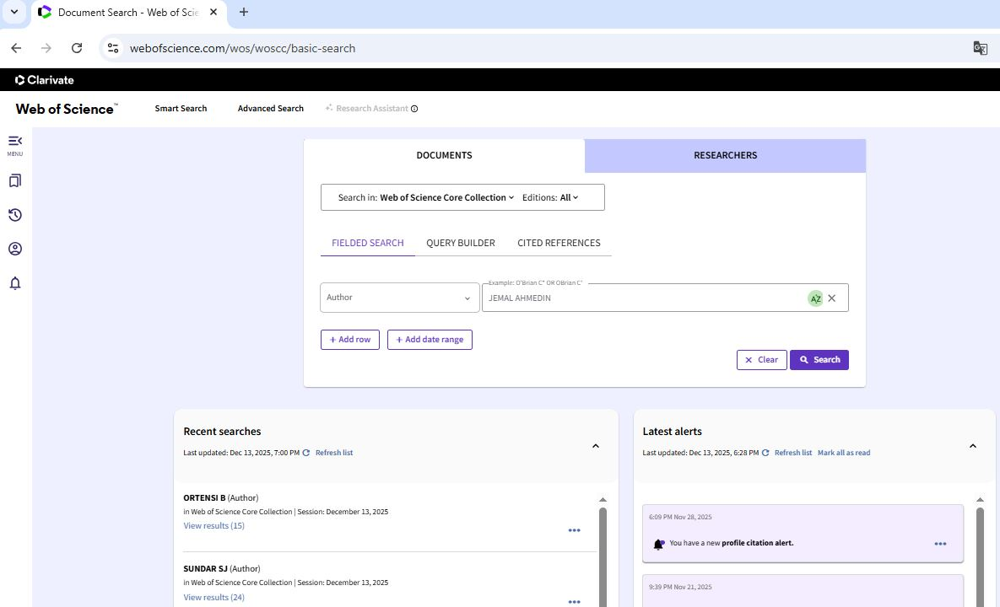 Document Search - Web of Scie
webofscience.com/wos/woscc/basic-search
Clarivate
Web of Science™
Smart Search
Advanced Search
Research Assistant
MENU
DOCUMENTS
RESEARCHERS
Search in: Web of Science Core Collection Editions: All
FIELDED SEARCH
QUERY BUILDER
CITED REFERENCES
Example: O'Brian C* OR OBrian C*
Author
JEMAL AHMEDIN
AZ
+ Add row
+ Add date range
Clear
Search
Recent searches
Last updated: Dec 13, 2025, 7:00 PM Refresh list
ORTENSI B (Author)
in Web of Science Core Collection | Session: December 13, 2025
View results (15)
SUNDAR SJ (Author)
in Web of Science Core Collection | Session: December 13, 2025
View results (24)
Latest alerts
Last updated: Dec 13, 2025, 6:28 PM Refresh list Mark all as read
6:09 PM Nov 28, 2025
You have a new profile citation alert.
9:39 PM Nov 21, 2025